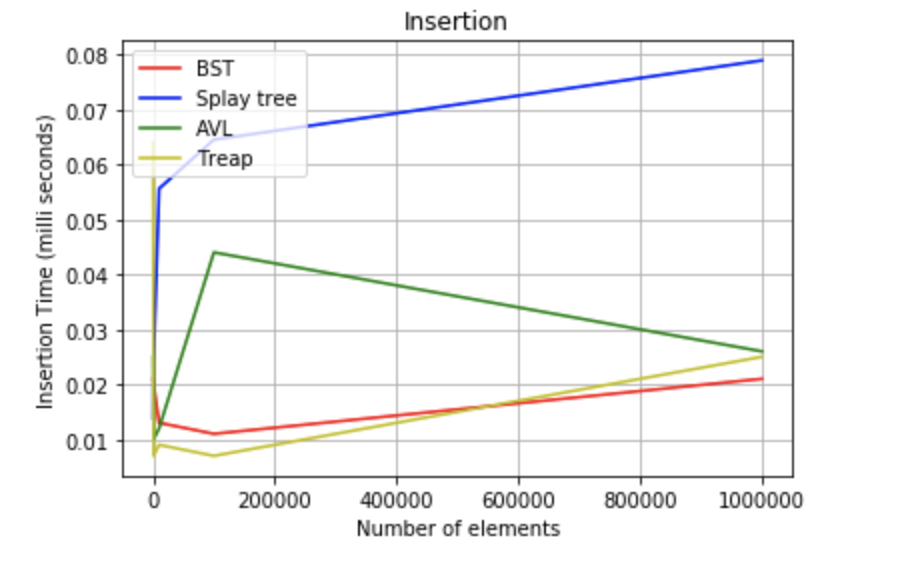 Insertion
0.08
0.07
0.06
0.05
0.04
0.03
0.02
0.01
Insertion Time (milli seconds)
BST
Splay tree
AVL
Treap
0 200000 400000 600000 800000 1000000
Number of elements